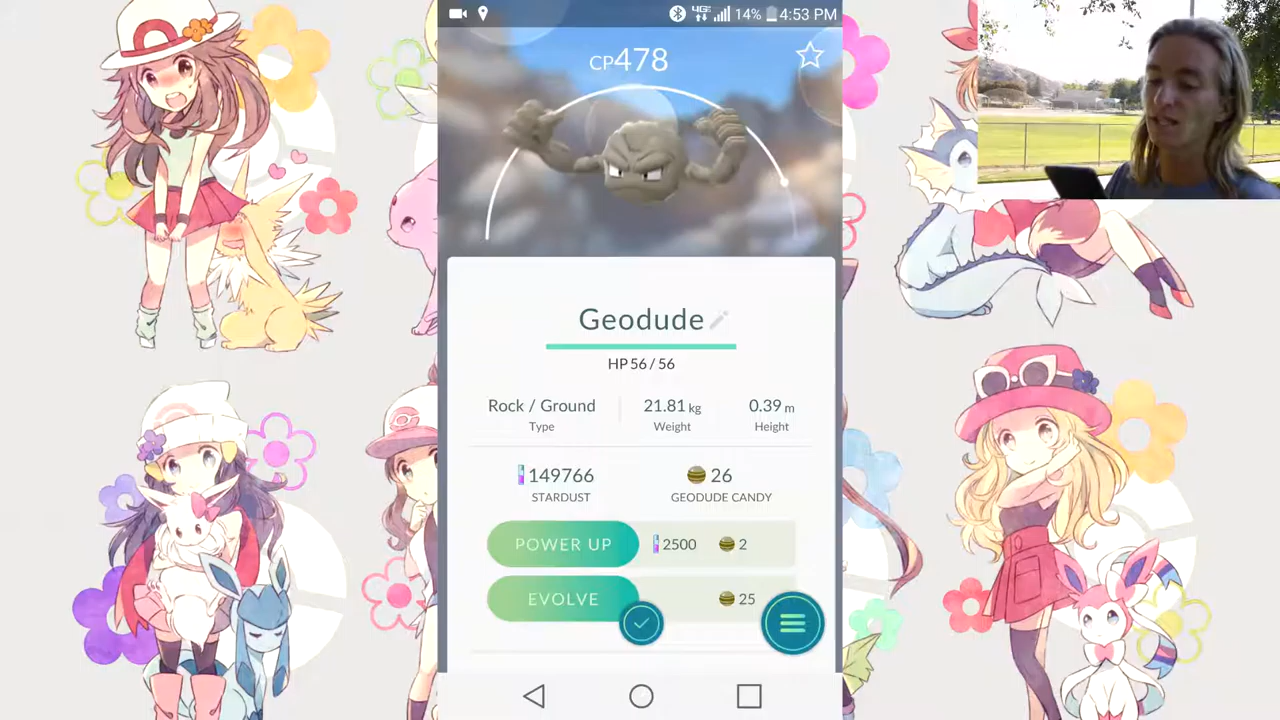 4G 14% 4:53 PM
CP478
Geodude
HP 56 / 56
Rock / Ground
Type
21.81 kg
Weight
0.39 m
Height
149766
STARDUST
26
GEODUDE CANDY
POWER UP 2500 2
EVOLVE 25